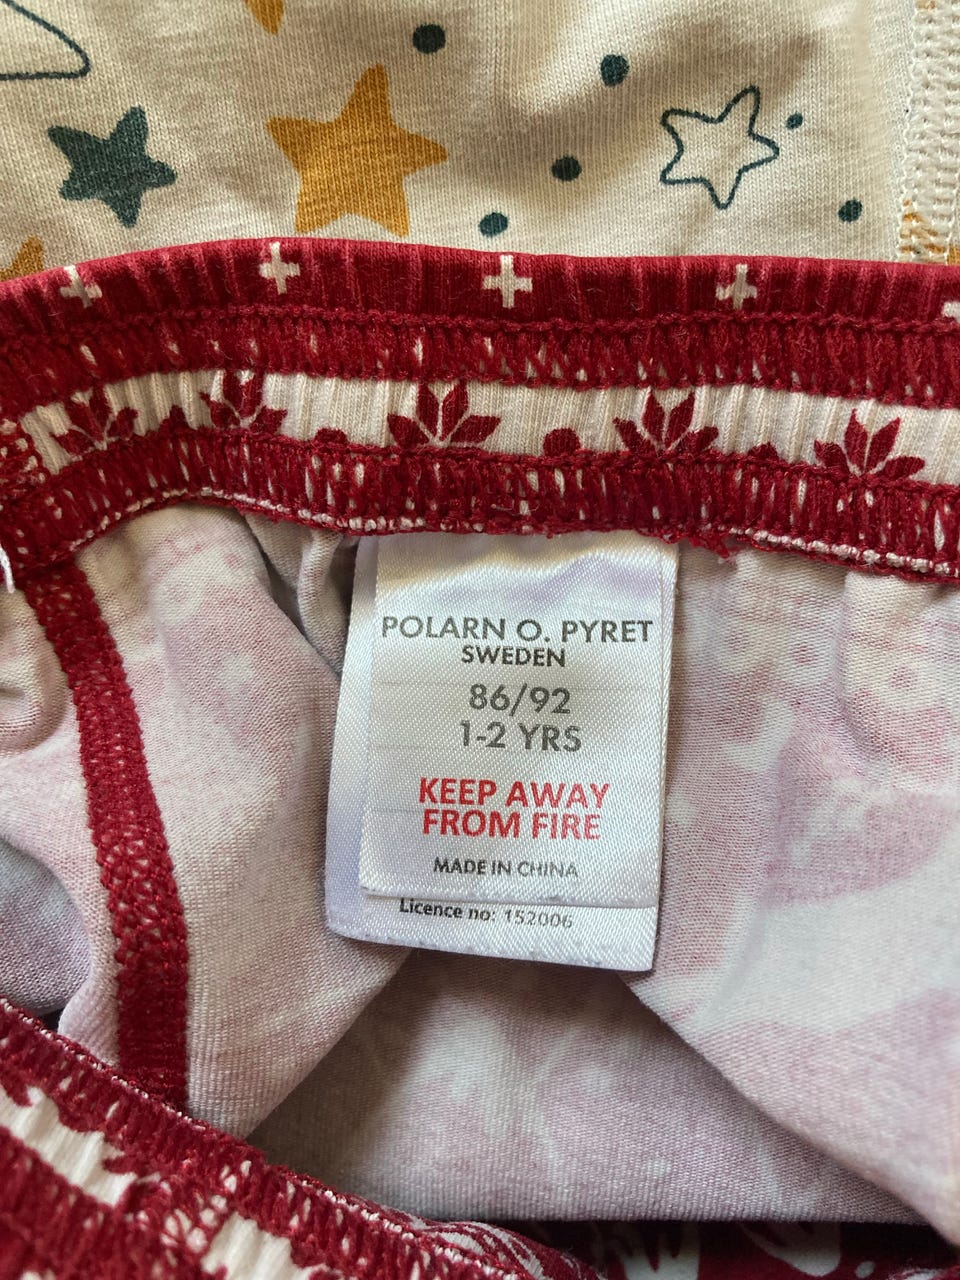 POLARN O. PYRET
SWEDEN
86/92
1-2 YRS
KEEP AWAY
FROM FIRE
MADE IN CHINA
Licence no: 152006